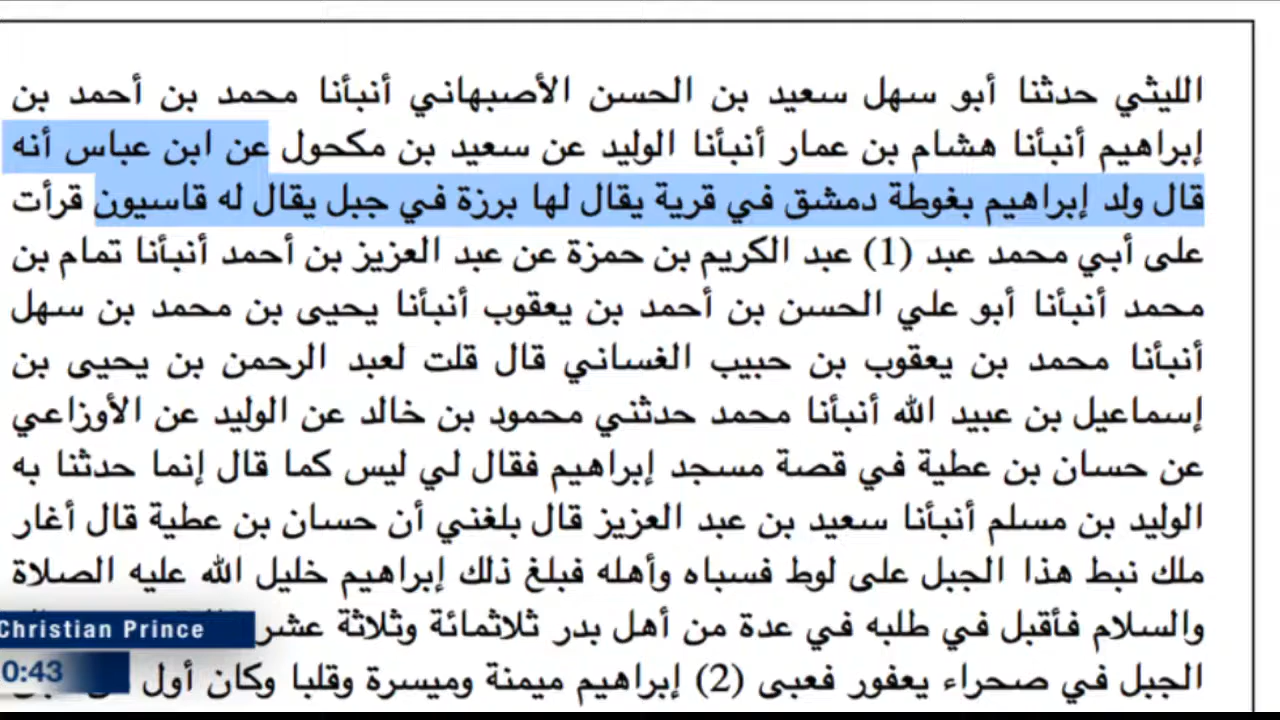 الليثي حدثنا أبو سهل سعيد بن الحسن الأصبهاني أنبأنا محمد بن أحمد بن
إبراهيم أنبأنا هشام بن عمار أنبأنا الوليد عن سعيد بن مكحول عن ابن عباس أنه
قال ولد إبراهيم بغوطة دمشق في قرية يقال لها برزة في جبل يقال له قاسيون قرأت
على أبي محمد عبد (1) عبد الكريم بن حمزة عن عبد العزيز بن أحمد أنبأنا تمام بن
محمد أنبأنا أبو علي الحسن بن أحمد بن يعقوب أنبأنا يحيى بن محمد بن سهل
أنبأنا محمد بن يعقوب بن حبيب الغساني قال قلت لعبد الرحمن بن يحيى بن
إسماعيل بن عبيد الله أنبأنا محمد حدثني محمود بن خالد عن الوليد عن الأوزاعي
عن حسان بن عطية في قصة مسجد إبراهيم فقال لي ليس كما قال إنما حدثنا به
الوليد بن مسلم أنبأنا سعيد بن عبد العزيز قال بلغني أن حسان بن عطية قال أغار
ملك نبط هذا الجبل على لوط فسباه وأهله فبلغ ذلك إبراهيم خليل الله عليه الصلاة
والسلام فأقبل في طلبه في عدة من أهل بدر ثلاثمائة وثلاثة عشر
Christian Prince
الجبل في صحراء يعفور فعبى (2) إبراهيم ميمنة وميسرة وقلبا وكان أول
0:43